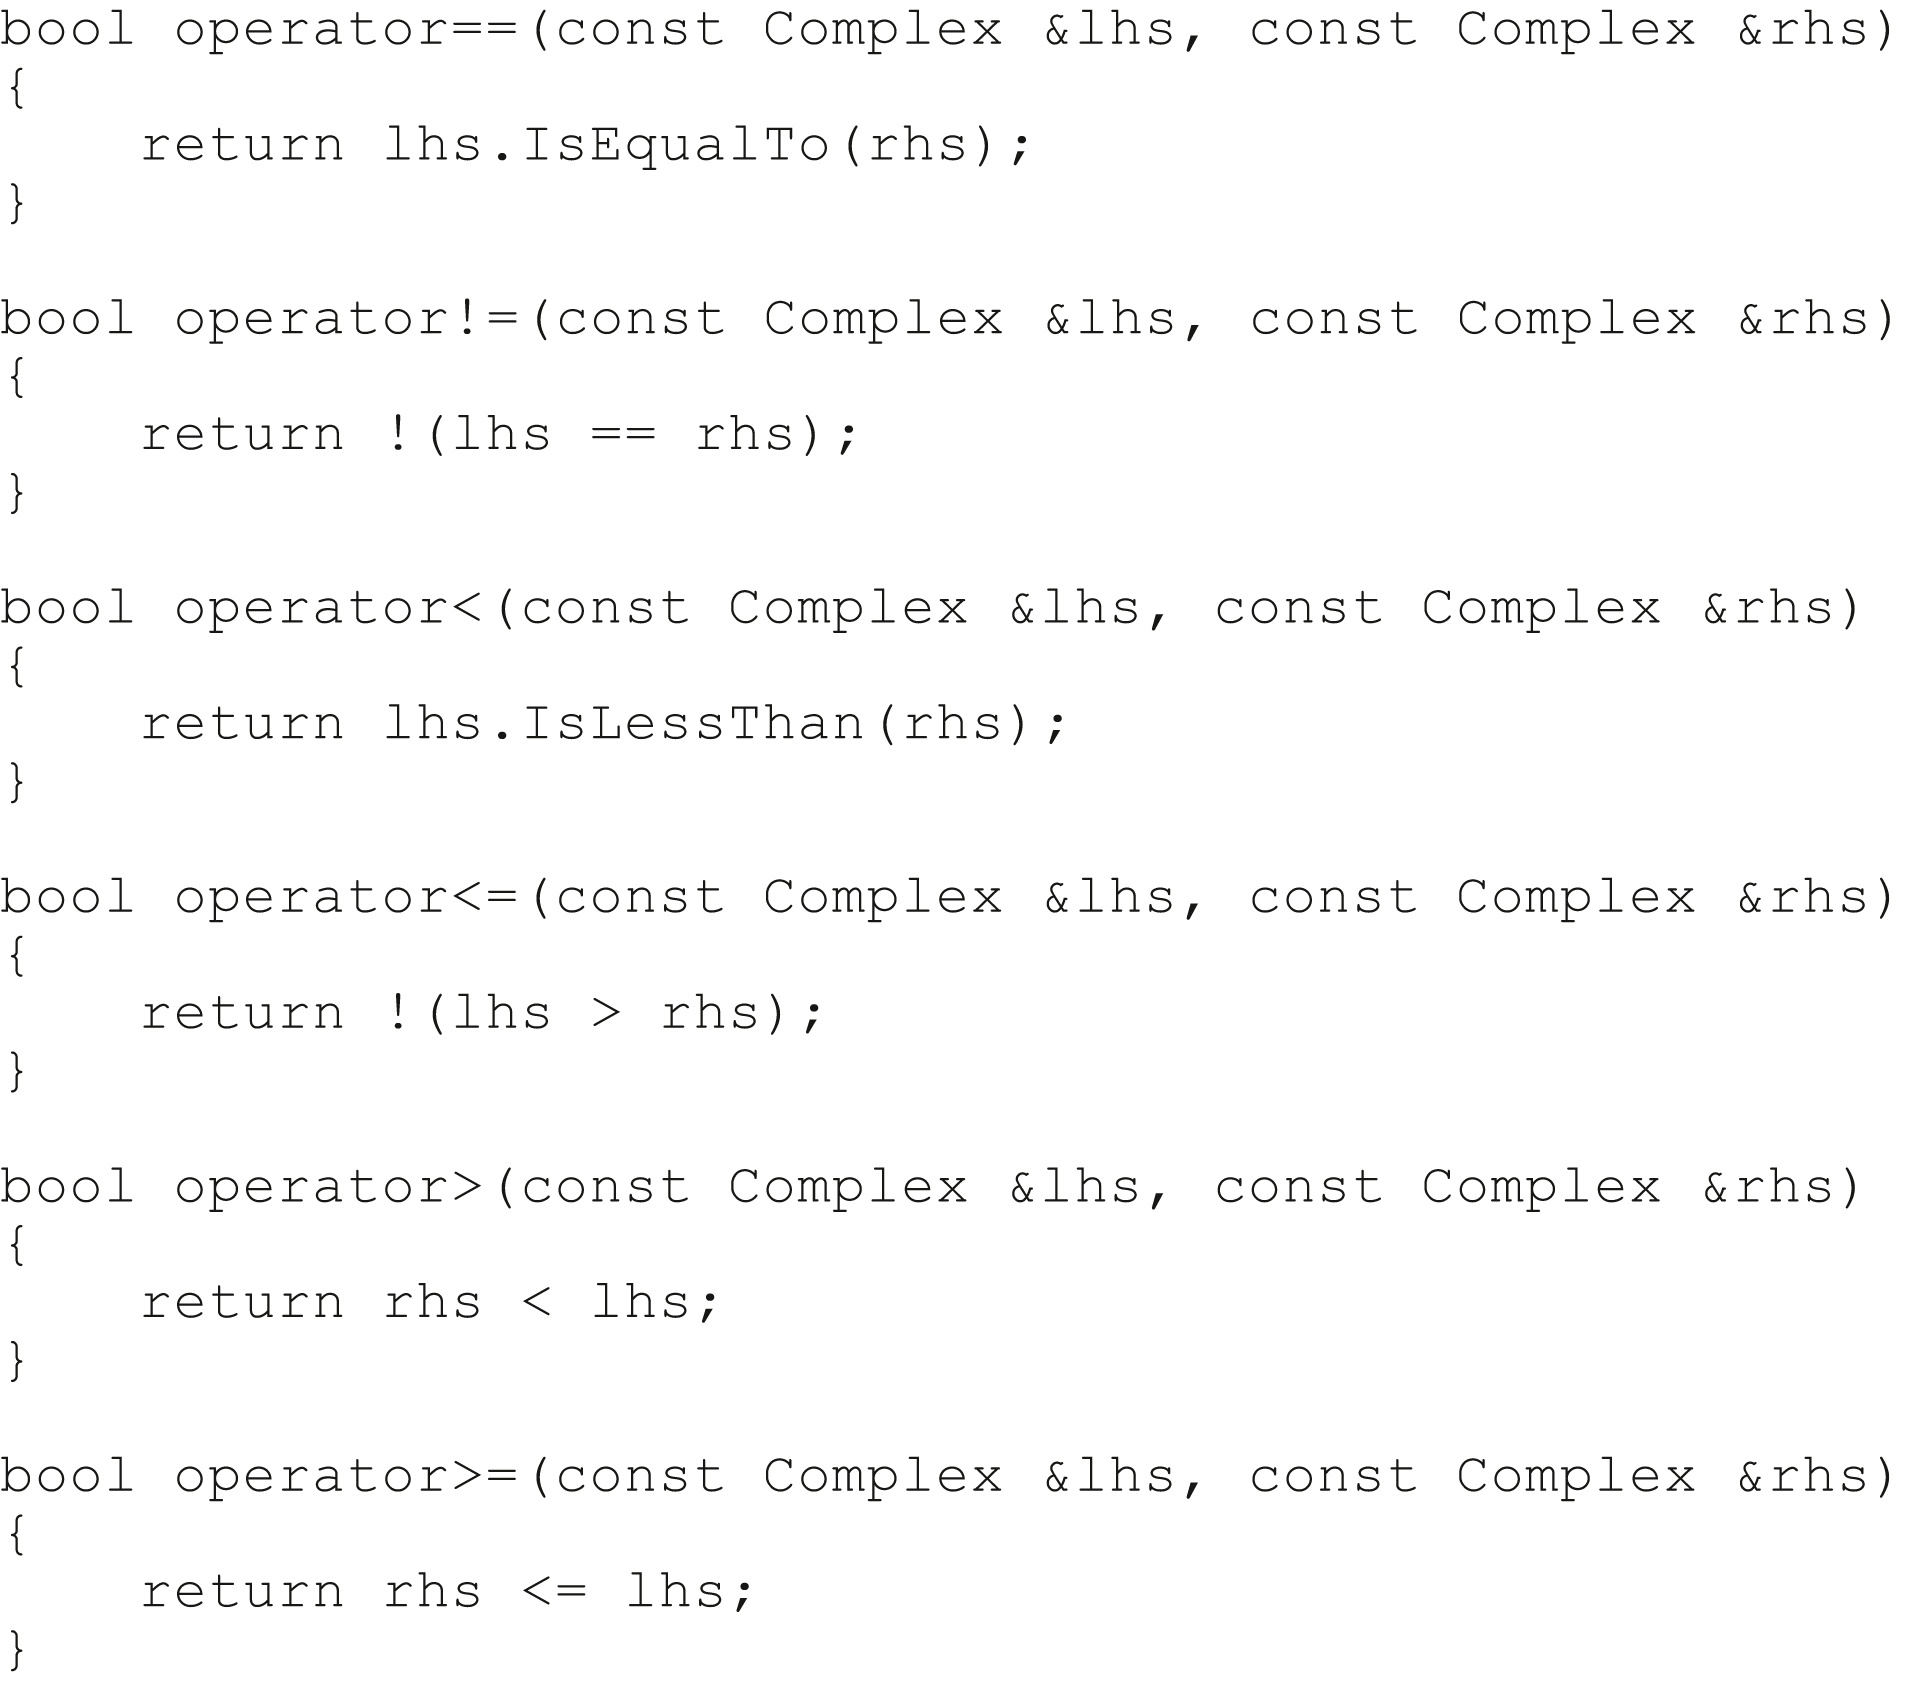 bool operator==(const Complex &lhs, const Complex &rhs)
{
    return lhs.IsEqualTo(rhs);
}

bool operator!=(const Complex &lhs, const Complex &rhs)
{
    return !(lhs == rhs);
}

bool operator<(const Complex &lhs, const Complex &rhs)
{
    return lhs.IsLessThan(rhs);
}

bool operator<=(const Complex &lhs, const Complex &rhs)
{
    return !(lhs > rhs);
}

bool operator>(const Complex &lhs, const Complex &rhs)
{
    return rhs < lhs;
}

bool operator>=(const Complex &lhs, const Complex &rhs)
{
    return rhs <= lhs;
}